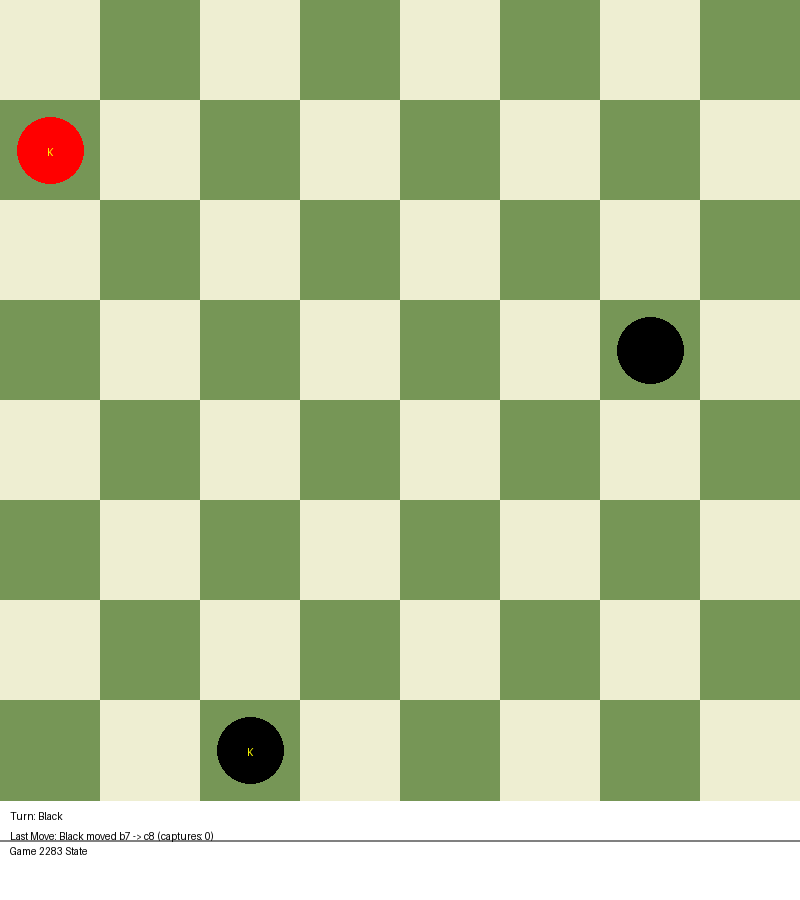 K
K
Turn: Black
Last Move: Black moved b7 -> c8 (captures: 0)
Game 2283 State